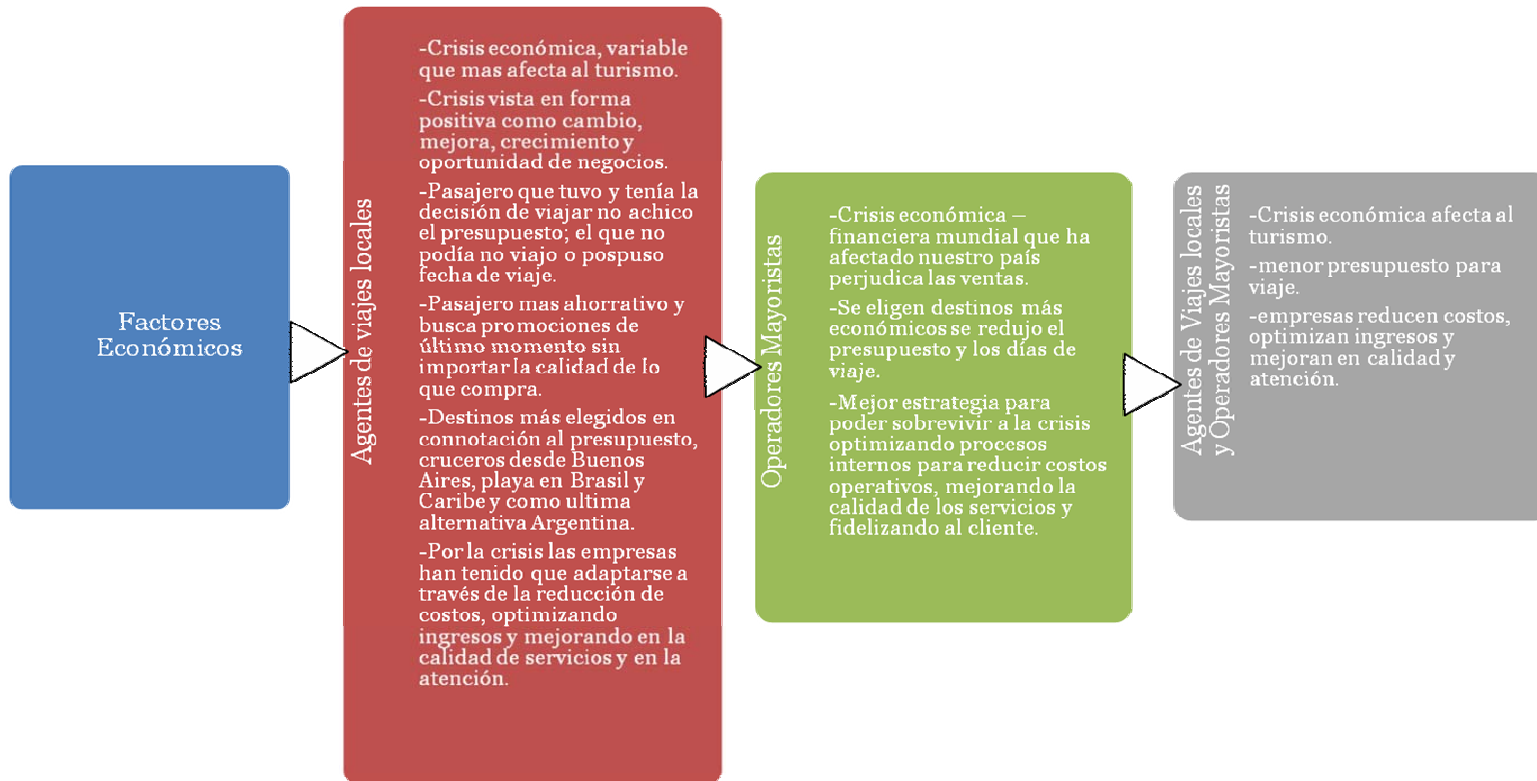 Factores
Económicos
Agentes de viajes locales
-Crisis económica, variable
que mas afecta al turismo.
-Crisis vista en forma
positiva como cambio,
mejora, crecimiento y
oportunidad de negocios.
-Pasajero que tuvo y tenía la
decisión de viajar no achico
el presupuesto; el que no
podía no viajo o pospuso
fecha de viaje.
-Pasajero mas ahorrativo y
busca promociones de
último momento sin
importar la calidad de lo
que compra.
-Destinos más elegidos en
connotación al presupuesto,
cruceros desde Buenos
Aires, playa en Brasil y
Caribe y como ultima
alternativa Argentina.
-Por la crisis las empresas
han tenido que adaptarse a
través de la reducción de
costos, optimizando
ingresos y mejorando en la
calidad de servicios y en la
atención.
Operadores Mayoristas
-Crisis económica –
financiera mundial que ha
afectado nuestro país
perjudica las ventas.
-Se eligen destinos más
económicos se redujo el
presupuesto y los días de
viaje.
-Mejor estrategia para
poder sobrevivir a la crisis
optimizando procesos
internos para reducir costos
operativos, mejorando la
calidad de los servicios y
fidelizando al cliente.
Agentes de Viajes locales
y Operadores Mayoristas
-Crisis económica afecta al
turismo.
-menor presupuesto para
viaje.
-empresas reducen costos,
optimizan ingresos y
mejoran en calidad y
atención.